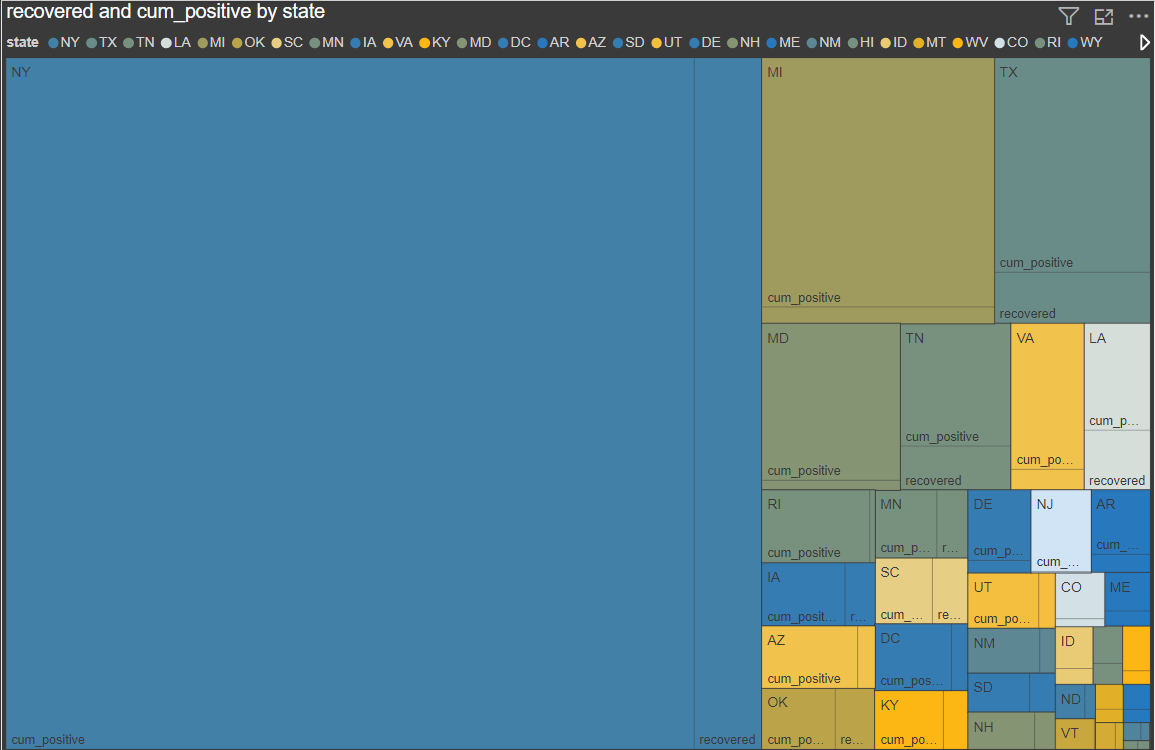 recovered and cum_positive by state
state NY TX TN LA MI OK SC MN IA VA KY MD DC AR AZ SD UT DE NH ME NM HI ID MT WV CO RI WY
NY
cum_positive
recovered
MI
cum_positive
TX
cum_positive
recovered
MD
cum_positive
TN
cum_positive
recovered
VA
cum_po...
LA
cum_p...
recovered
RI
cum_positive
MN
cum_p...
r...
DE
cum_p...
NJ
cum_...
AR
cum_...
IA
cum_posit...
r...
SC
cum_...
re...
UT
cum_po...
CO
ME
AZ
cum_positive
DC
cum_pos...
NM
ID
SD
ND
OK
cum_po...
re...
KY
cum_po...
NH
VT